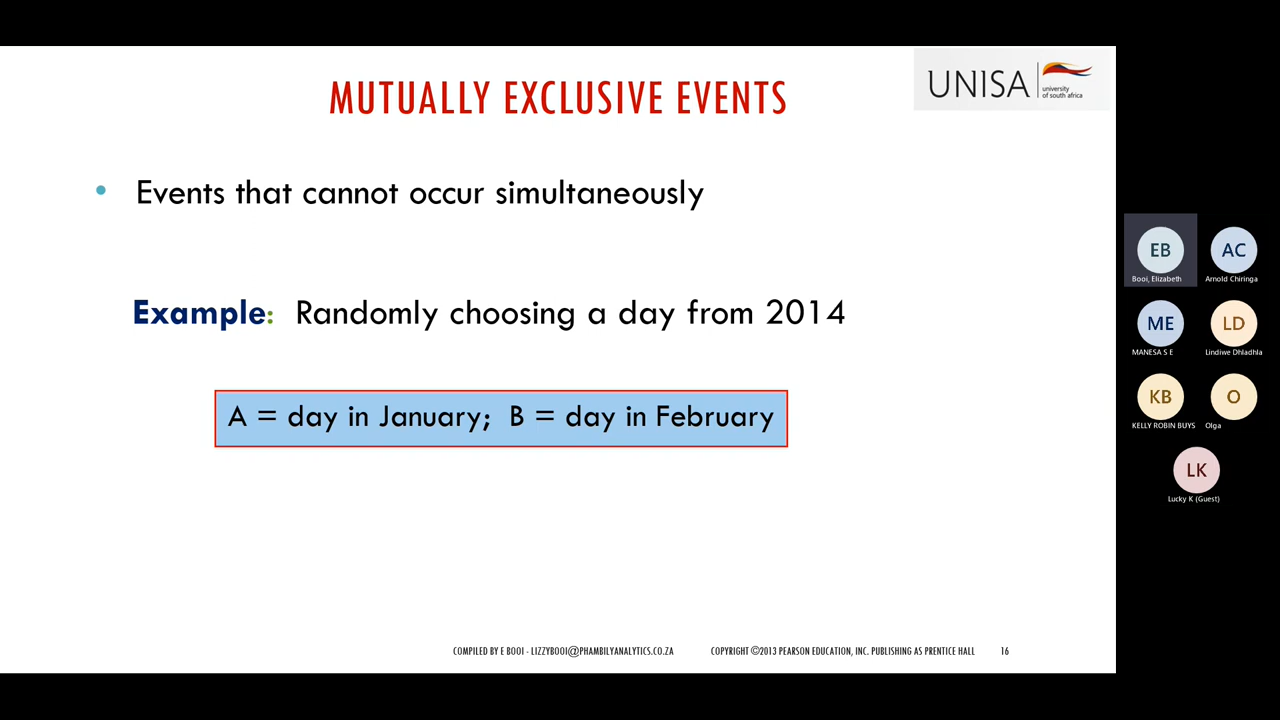 MUTUALLY EXCLUSIVE EVENTS
UNISA
university
of south africa
• Events that cannot occur simultaneously
Example: Randomly choosing a day from 2014
A = day in January; B = day in February
COMPILED BY E BOOI - LIZZYBOOI@PHAMBILYANALYTICS.CO.ZA
COPYRIGHT ©2013 PEARSON EDUCATION, INC. PUBLISHING AS PRENTICE HALL
16
EB
Booi, Elizabeth
AC
Arnold Chiringa
ME
MANESA S E
LD
Lindiwe Dhladhla
KB
KELLY ROBIN BUYS
O
Olga
LK
Lucky K (Guest)